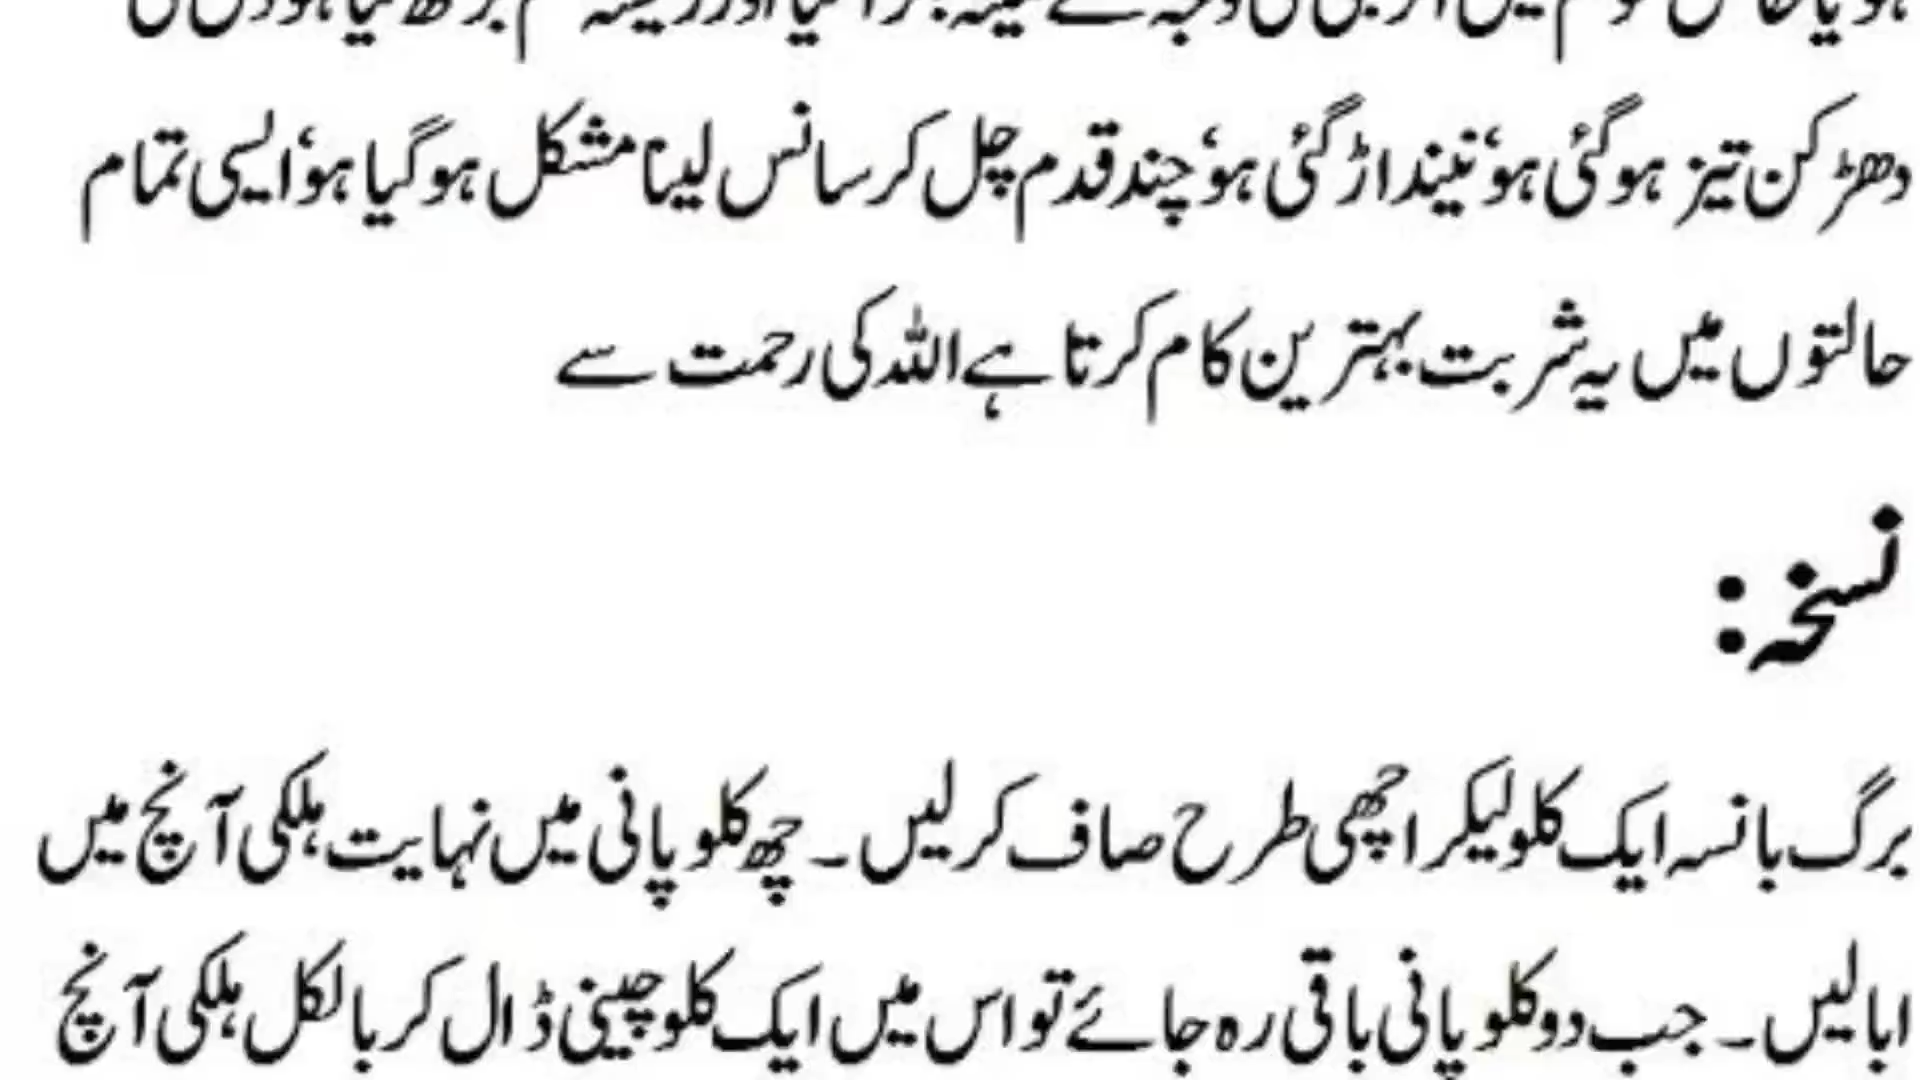 دھڑکن تیز ہوگئی ہو‘ نیند اڑ گئی ہو‘ چند قدم چل کر سانس لینا مشکل ہوگیا ہو‘ ایسی تمام
حالتوں میں یہ شربت بہترین کام کرتا ہے اللہ کی رحمت سے
نسخہ:
برگ بانسہ ایک کلو لیکر اچھی طرح صاف کرلیں۔ چھ کلو پانی میں نہایت ہلکی آنچ میں
ابالیں۔ جب دو کلو پانی باقی رہ جائے تو اس میں ایک کلو چینی ڈال کر بالکل ہلکی آنچ